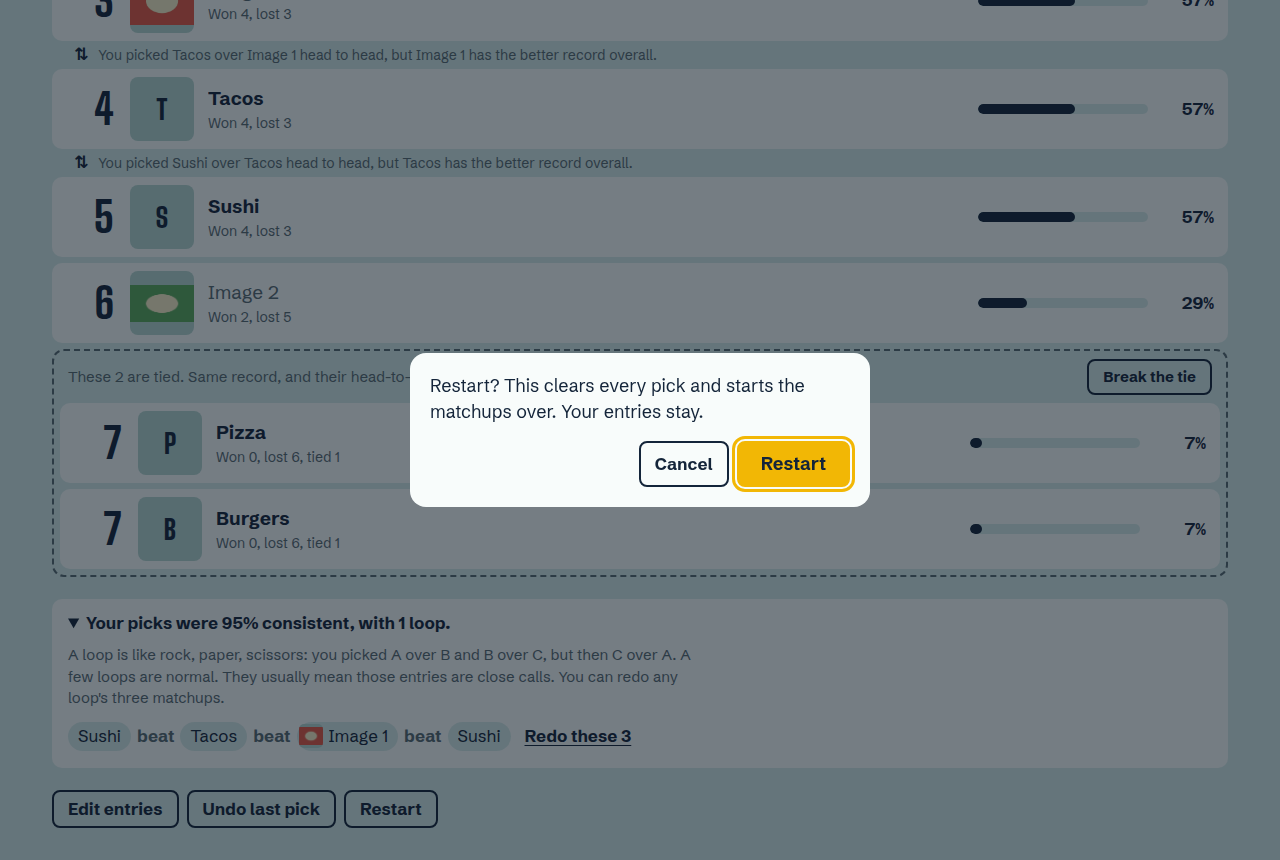 3
Won 4, lost 3
57%
⇅ You picked Tacos over Image 1 head to head, but Image 1 has the better record overall.
4
T
Tacos
Won 4, lost 3
57%
⇅ You picked Sushi over Tacos head to head, but Tacos has the better record overall.
5
S
Sushi
Won 4, lost 3
57%
6
Image 2
Won 2, lost 5
29%
These 2 are tied. Same record, and their head-to-
Break the tie
7
P
Pizza
Won 0, lost 6, tied 1
7%
7
B
Burgers
Won 0, lost 6, tied 1
7%
Restart? This clears every pick and starts the
matchups over. Your entries stay.
Cancel
Restart
▼ Your picks were 95% consistent, with 1 loop.
A loop is like rock, paper, scissors: you picked A over B and B over C, but then C over A. A
few loops are normal. They usually mean those entries are close calls. You can redo any
loop's three matchups.
Sushi beat Tacos beat Image 1 beat Sushi Redo these 3
Edit entries
Undo last pick
Restart